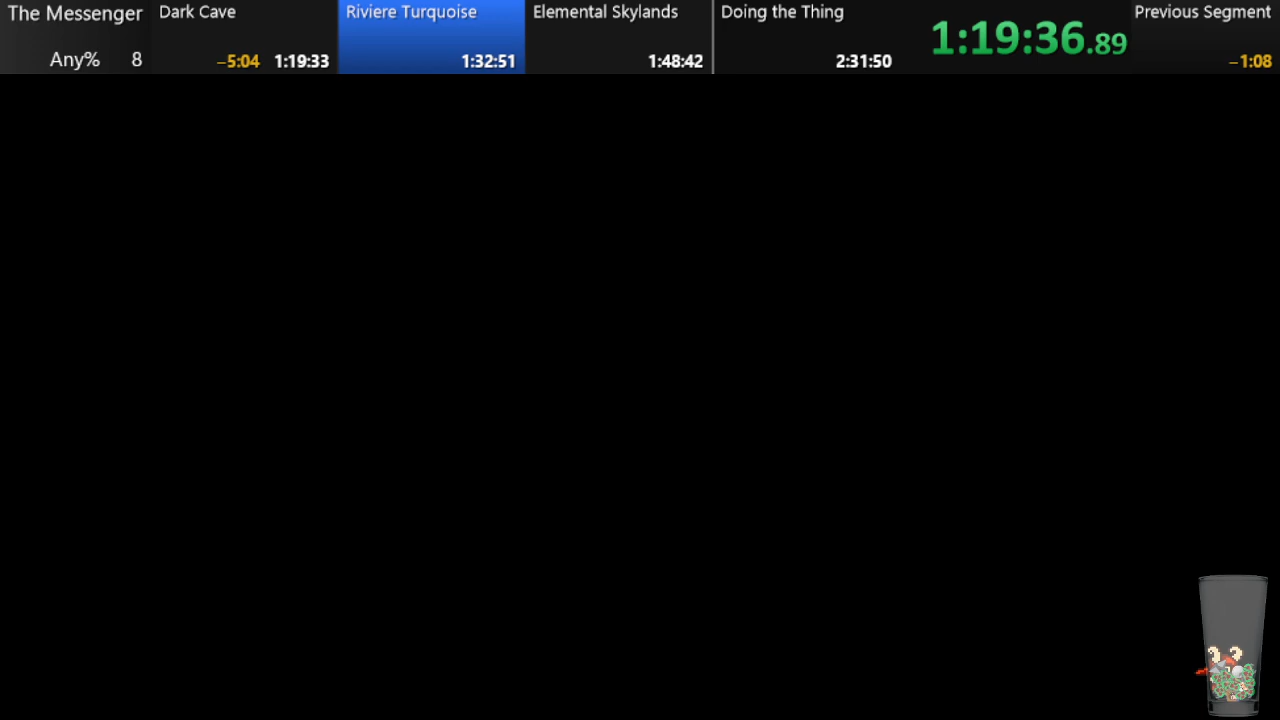 The Messenger
Any% 8
Dark Cave
−5:04 1:19:33
Riviere Turquoise
1:32:51
Elemental Skylands
1:48:42
Doing the Thing
2:31:50
1:19:36.89
Previous Segment
−1:08